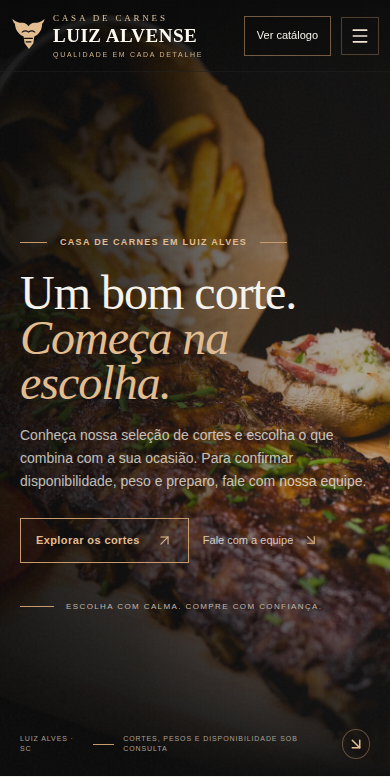 CASA DE CARNES
LUIZ ALVENSE
QUALIDADE EM CADA DETALHE
Ver catálogo
CASA DE CARNES EM LUIZ ALVES
Um bom corte.
Começa na
escolha.
Conheça nossa seleção de cortes e escolha o que
combina com a sua ocasião. Para confirmar
disponibilidade, peso e preparo, fale com nossa equipe.
Explorar os cortes
Fale com a equipe
ESCOLHA COM CALMA. COMPRE COM CONFIANÇA.
LUIZ ALVES ·
SC
CORTES, PESOS E DISPONIBILIDADE SOB
CONSULTA